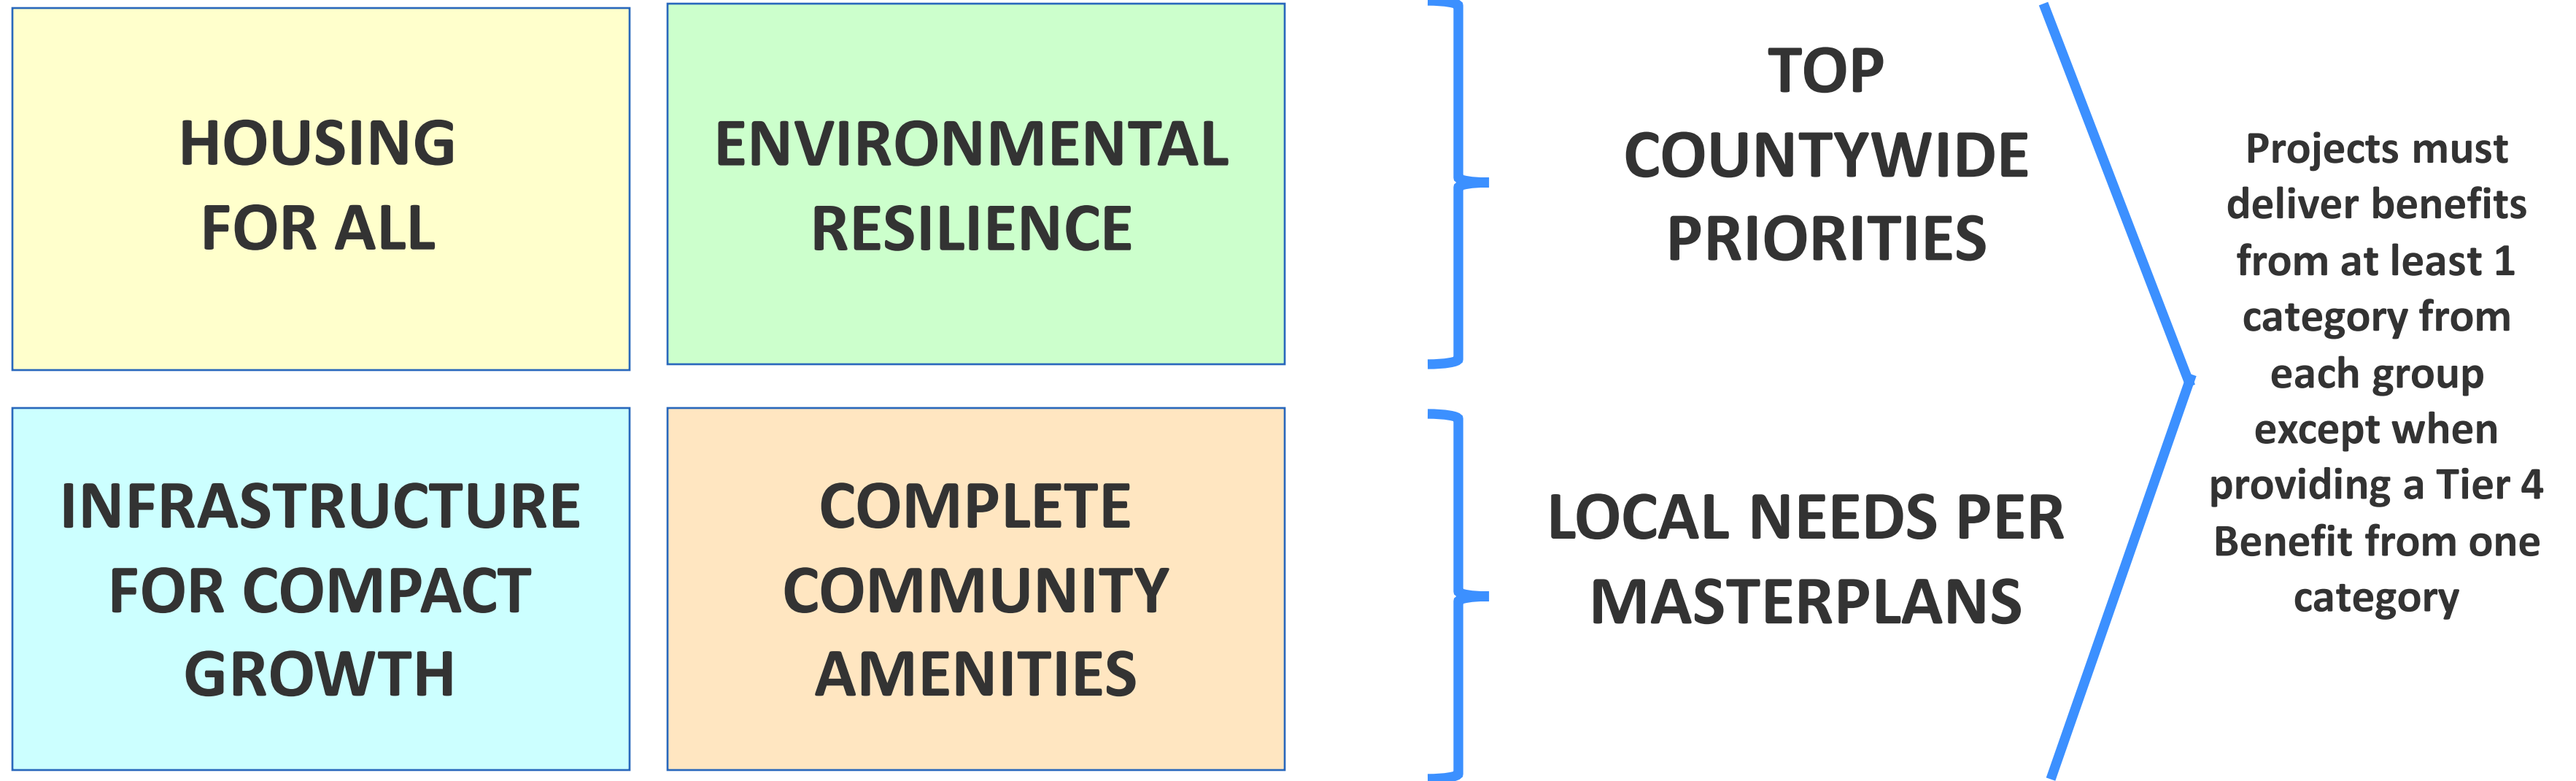 HOUSING
FOR ALL
ENVIRONMENTAL
RESILIENCE
TOP
COUNTYWIDE
PRIORITIES
INFRASTRUCTURE
FOR COMPACT
GROWTH
COMPLETE
COMMUNITY
AMENITIES
LOCAL NEEDS PER
MASTERPLANS
Projects must
deliver benefits
from at least 1
category from
each group
except when
providing a Tier 4
Benefit from one
category